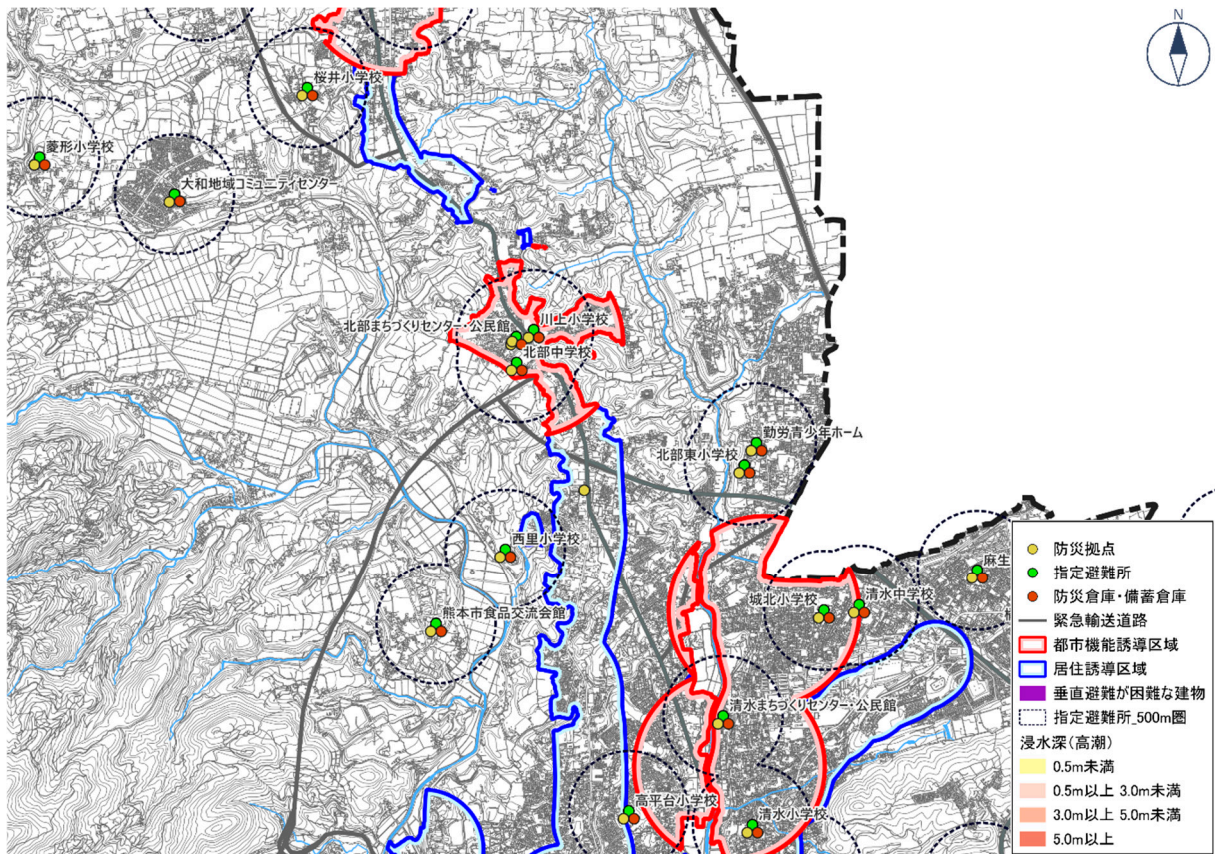 N
桜井小学校
菱形小学校
大和地域コミュニティセンター
川上小学校
北部まちづくりセンター・公民館
北部中学校
勤労青少年ホーム
北部東小学校
西里小学校
麻生
城北小学校
清水中学校
熊本市食品交流会館
清水まちづくりセンター・公民館
高平台小学校
清水小学校
防災拠点
指定避難所
防災倉庫・備蓄倉庫
緊急輸送道路
都市機能誘導区域
居住誘導区域
垂直避難が困難な建物
指定避難所_500m圏
浸水深(高潮)
0.5m未満
0.5m以上 3.0m未満
3.0m以上 5.0m未満
5.0m以上